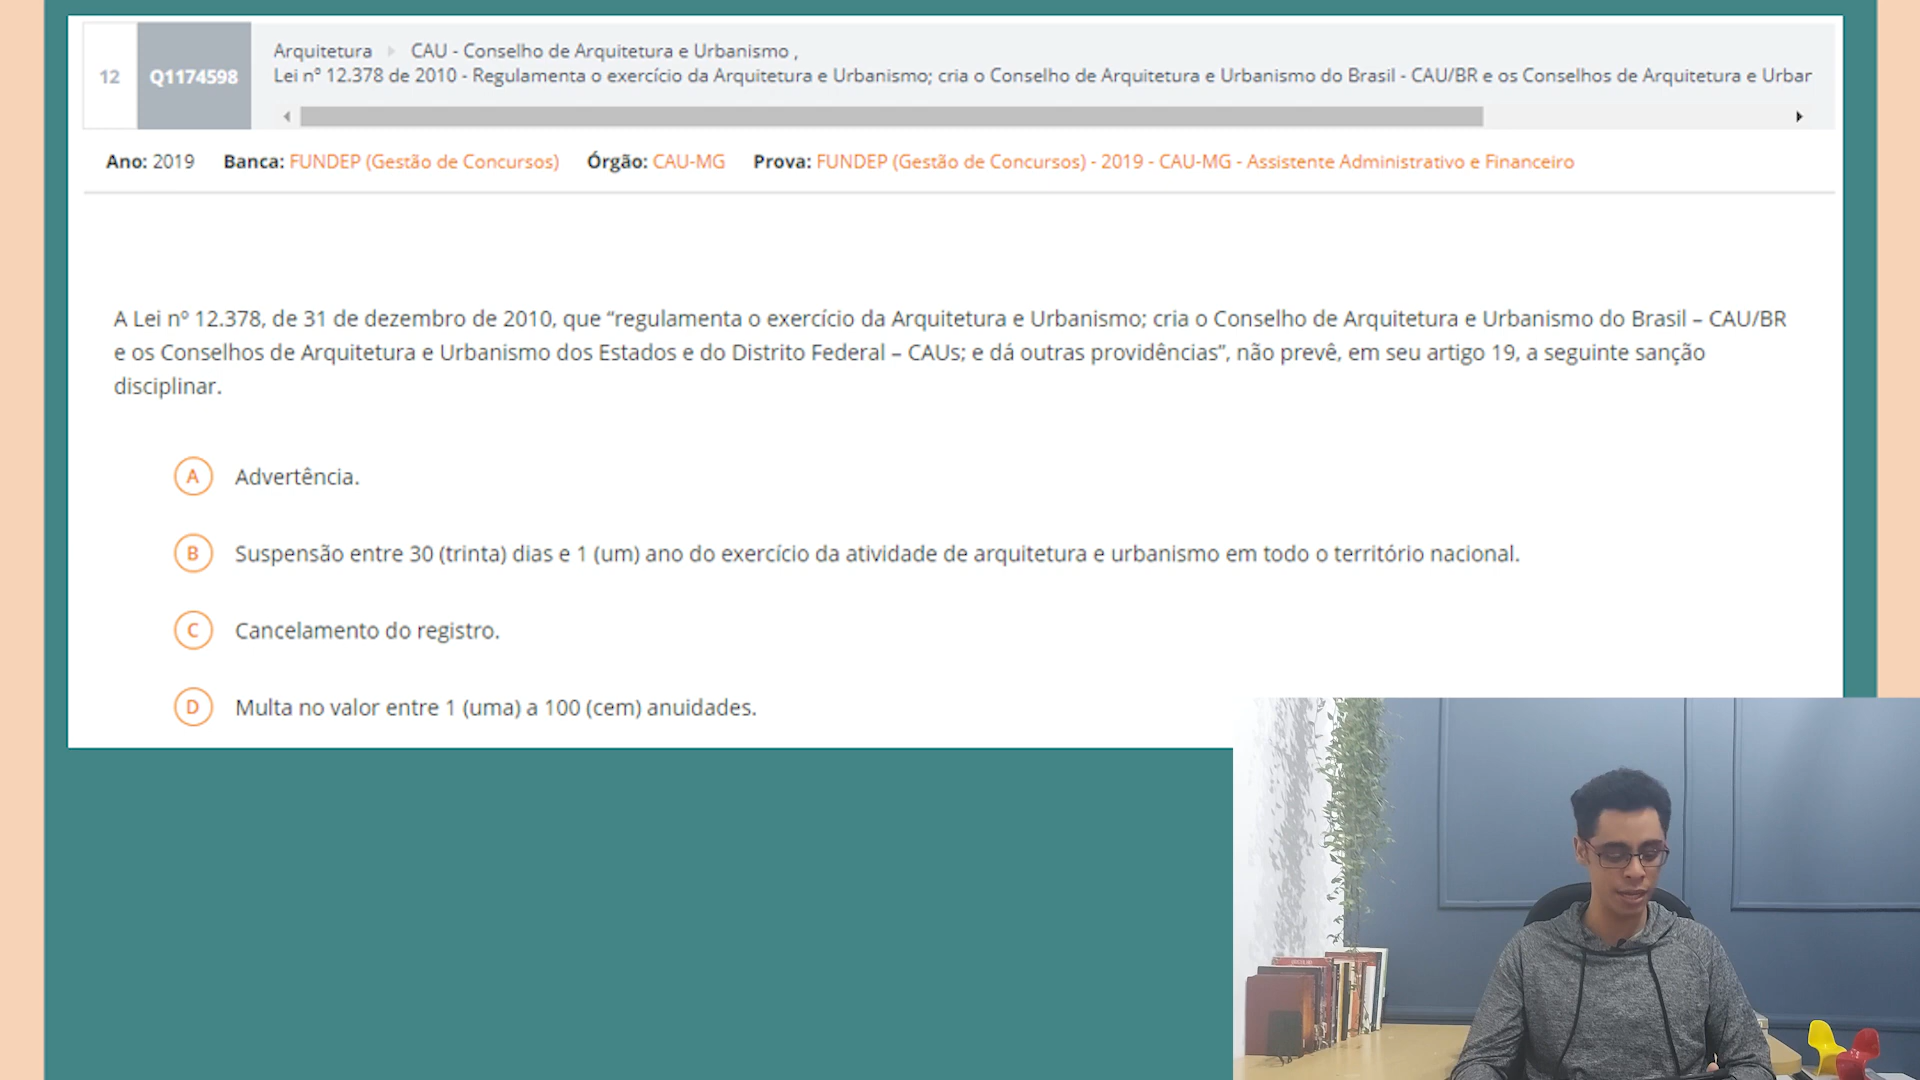 12
Q1174598
Arquitetura
CAU - Conselho de Arquitetura e Urbanismo ,
Lei nº 12.378 de 2010 - Regulamenta o exercício da Arquitetura e Urbanismo; cria o Conselho de Arquitetura e Urbanismo do Brasil - CAU/BR e os Conselhos de Arquitetura e Urbar
Ano: 2019 Banca: FUNDEP (Gestão de Concursos) Órgão: CAU-MG Prova: FUNDEP (Gestão de Concursos) - 2019 - CAU-MG - Assistente Administrativo e Financeiro
A Lei nº 12.378, de 31 de dezembro de 2010, que “regulamenta o exercício da Arquitetura e Urbanismo; cria o Conselho de Arquitetura e Urbanismo do Brasil – CAU/BR
e os Conselhos de Arquitetura e Urbanismo dos Estados e do Distrito Federal – CAUs; e dá outras providências”, não prevê, em seu artigo 19, a seguinte sanção
disciplinar.
A Advertência.
B Suspensão entre 30 (trinta) dias e 1 (um) ano do exercício da atividade de arquitetura e urbanismo em todo o território nacional.
C Cancelamento do registro.
D Multa no valor entre 1 (uma) a 100 (cem) anuidades.